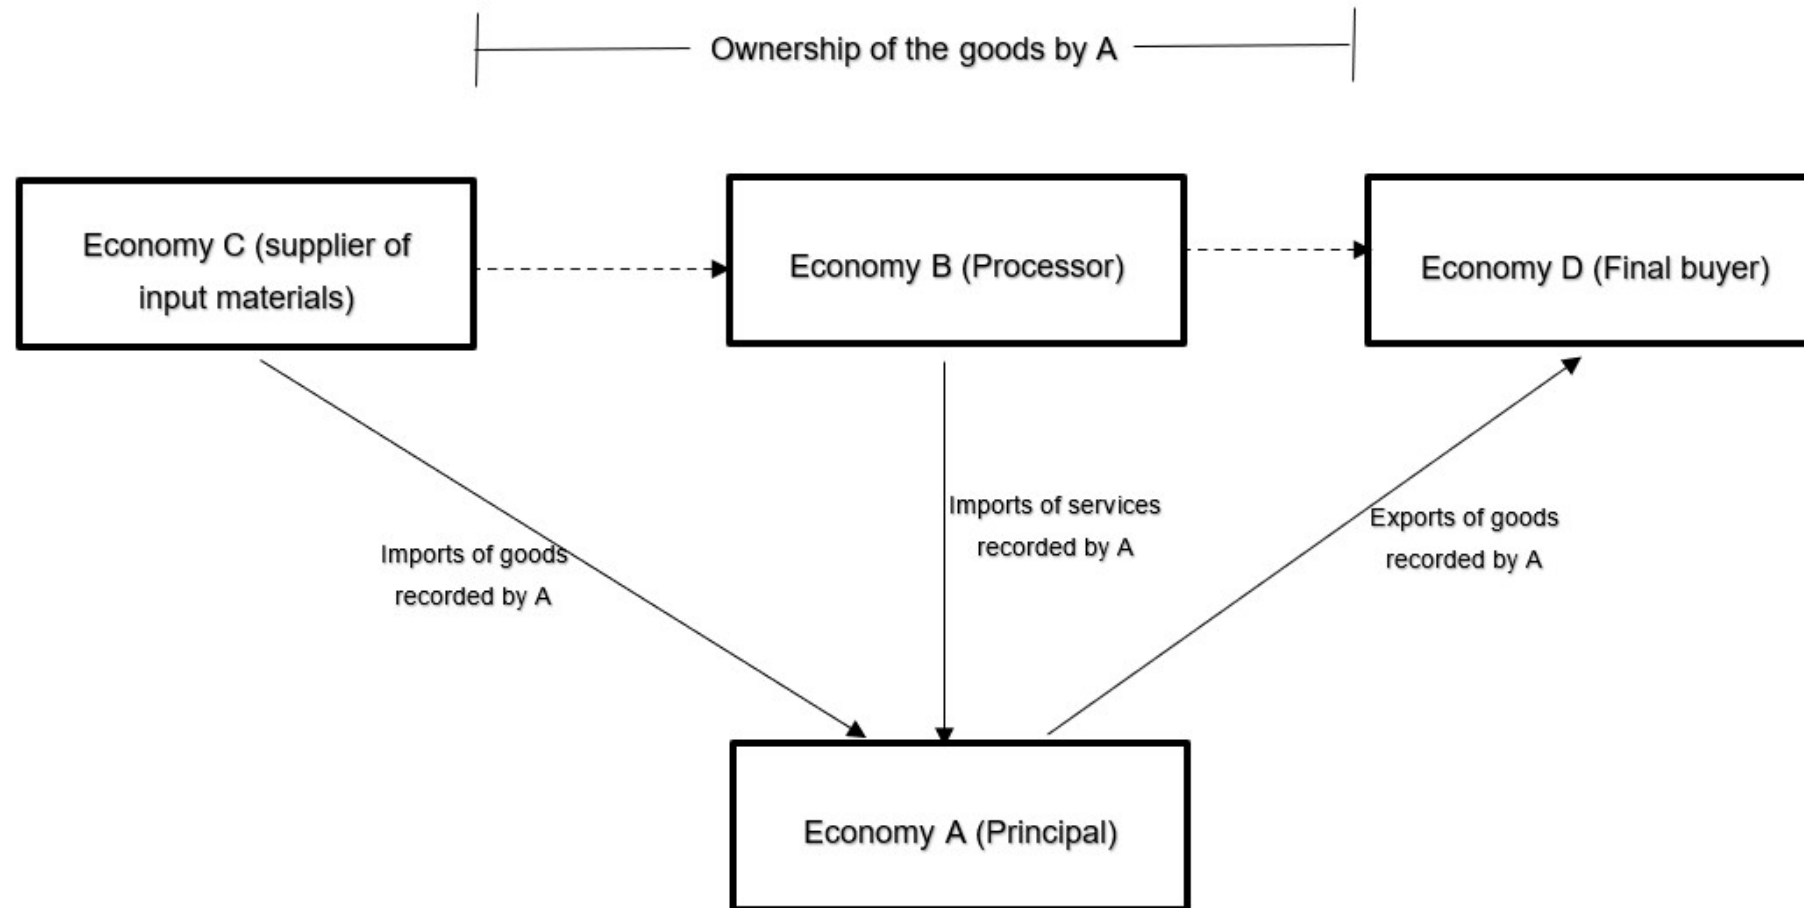 Ownership of the goods by A
Economy C (supplier of
input materials)
Economy B (Processor)
Economy D (Final buyer)
Imports of goods
recorded by A
Imports of services
recorded by A
Exports of goods
recorded by A
Economy A (Principal)